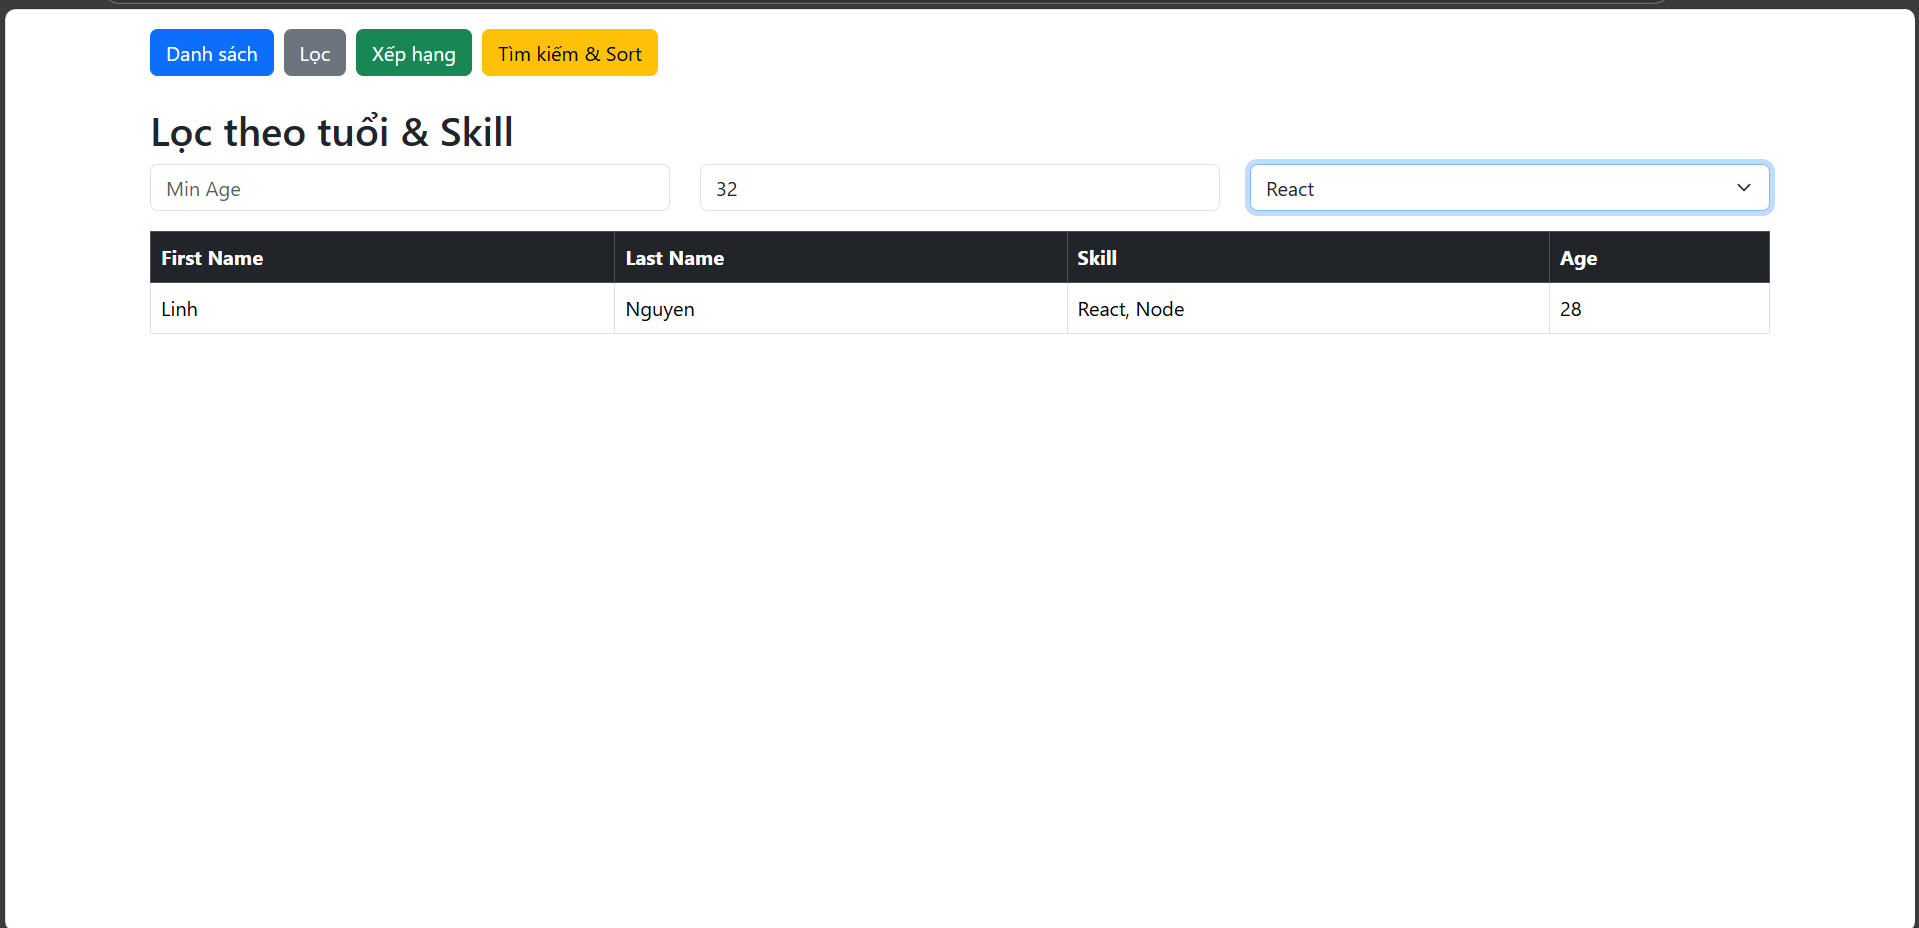 Danh sách Lọc Xếp hạng Tìm kiếm & Sort
Lọc theo tuổi & Skill
Min Age 32 React
First Name Last Name Skill Age
Linh Nguyen React, Node 28